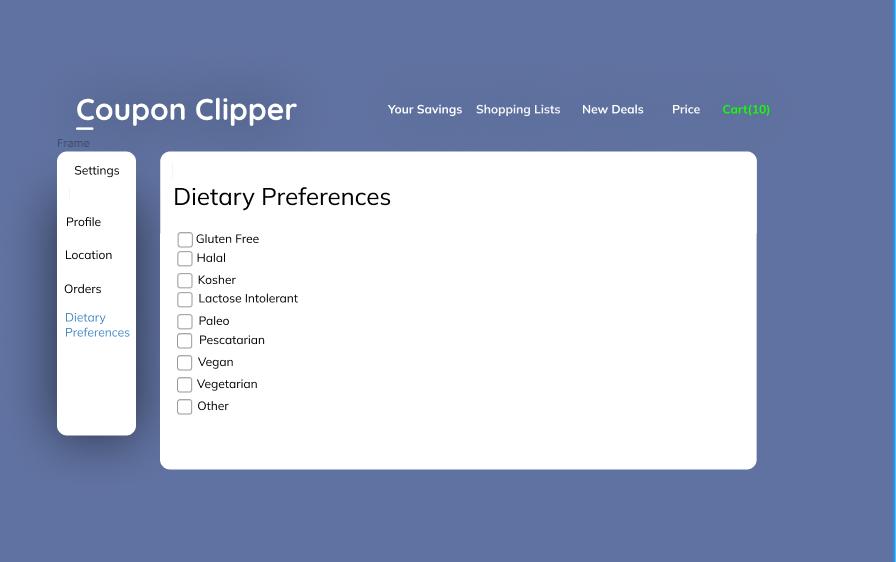 Coupon Clipper
Your Savings
Shopping Lists
New Deals
Price
Cart(10)
Frame
Settings
Profile
Location
Orders
Dietary
Preferences
Dietary Preferences
Gluten Free
Halal
Kosher
Lactose Intolerant
Paleo
Pescatarian
Vegan
Vegetarian
Other